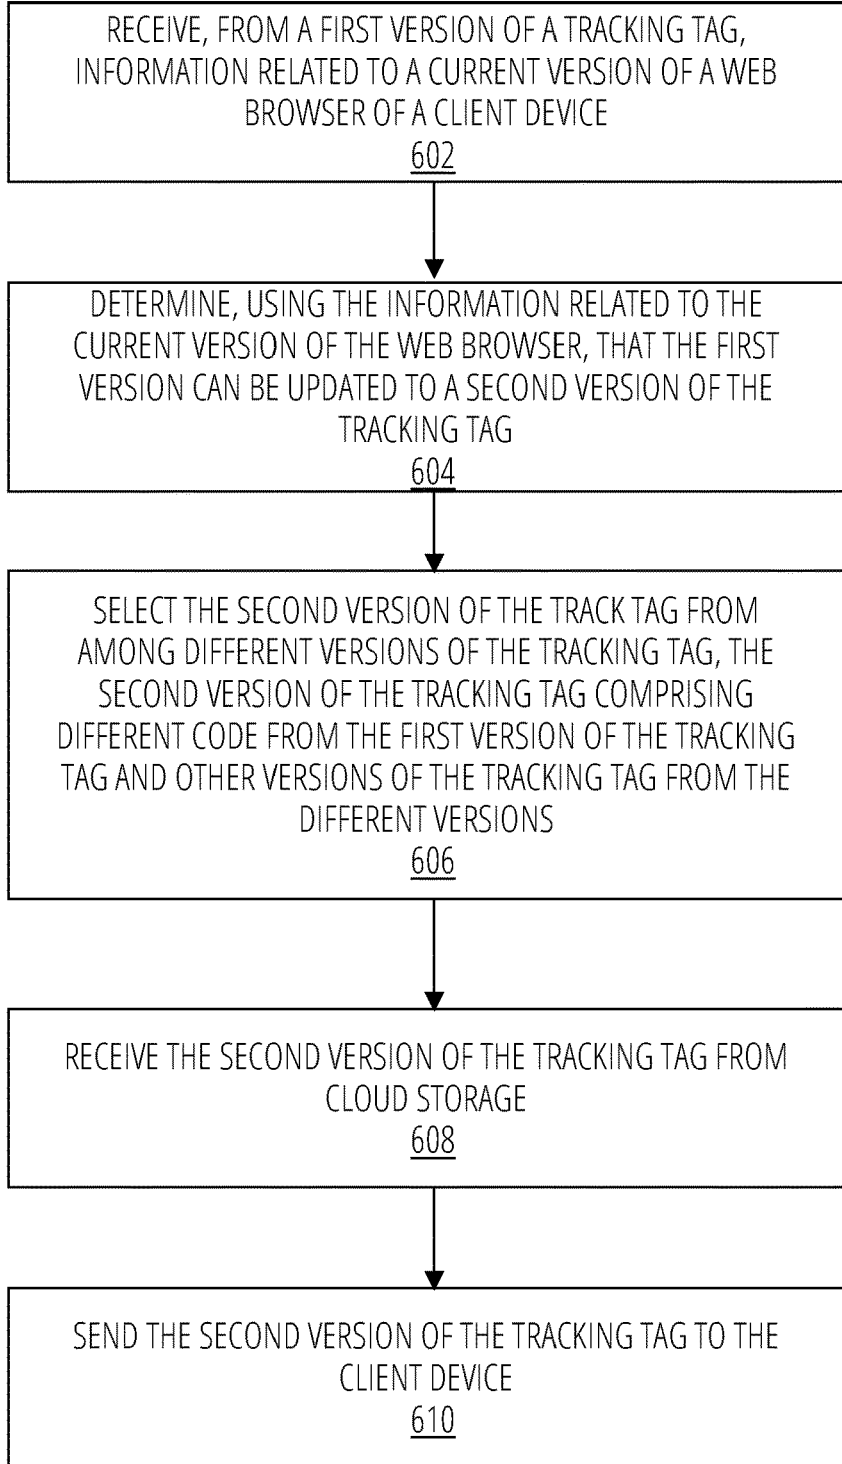 RECEIVE, FROM A FIRST VERSION OF A TRACKING TAG,
INFORMATION RELATED TO A CURRENT VERSION OF A WEB
BROWSER OF A CLIENT DEVICE
602
DETERMINE, USING THE INFORMATION RELATED TO THE
CURRENT VERSION OF THE WEB BROWSER, THAT THE FIRST
VERSION CAN BE UPDATED TO A SECOND VERSION OF THE
TRACKING TAG
604
SELECT THE SECOND VERSION OF THE TRACK TAG FROM
AMONG DIFFERENT VERSIONS OF THE TRACKING TAG, THE
SECOND VERSION OF THE TRACKING TAG COMPRISING
DIFFERENT CODE FROM THE FIRST VERSION OF THE TRACKING
TAG AND OTHER VERSIONS OF THE TRACKING TAG FROM THE
DIFFERENT VERSIONS
606
RECEIVE THE SECOND VERSION OF THE TRACKING TAG FROM
CLOUD STORAGE
608
SEND THE SECOND VERSION OF THE TRACKING TAG TO THE
CLIENT DEVICE
610